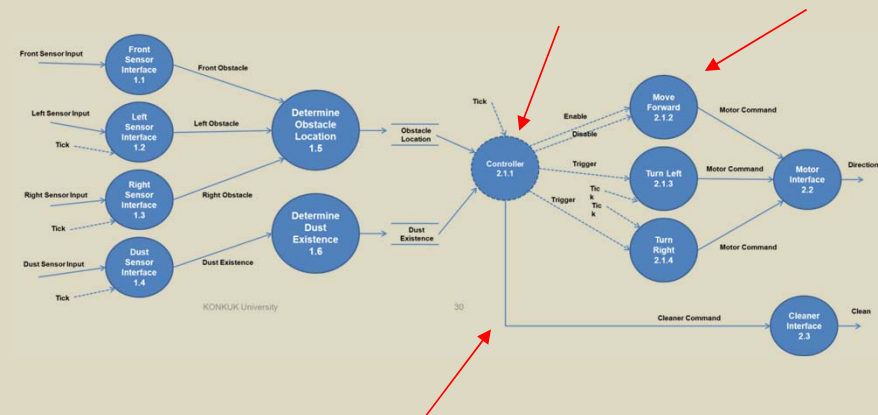 Front Sensor Input
Front
Sensor
Interface
1.1
Front Obstacle
Left Sensor Input
Tick
Left
Sensor
Interface
1.2
Left Obstacle
Right Sensor Input
Tick
Right
Sensor
Interface
1.3
Right Obstacle
Dust Sensor Input
Tick
Dust
Sensor
Interface
1.4
Dust Existence
Determine
Obstacle
Location
1.5
Determine
Dust
Existence
1.6
Obstacle
Location
Dust
Existence
Tick
Controller
2.1.1
Enable
Disable
Trigger
Trigger
Tic
k
Tic
k
Move
Forward
2.1.2
Turn Left
2.1.3
Turn
Right
2.1.4
Motor Command
Motor Command
Motor Command
Motor
Interface
2.2
Direction
Cleaner Command
Cleaner
Interface
2.3
Clean
KONKUK University
30